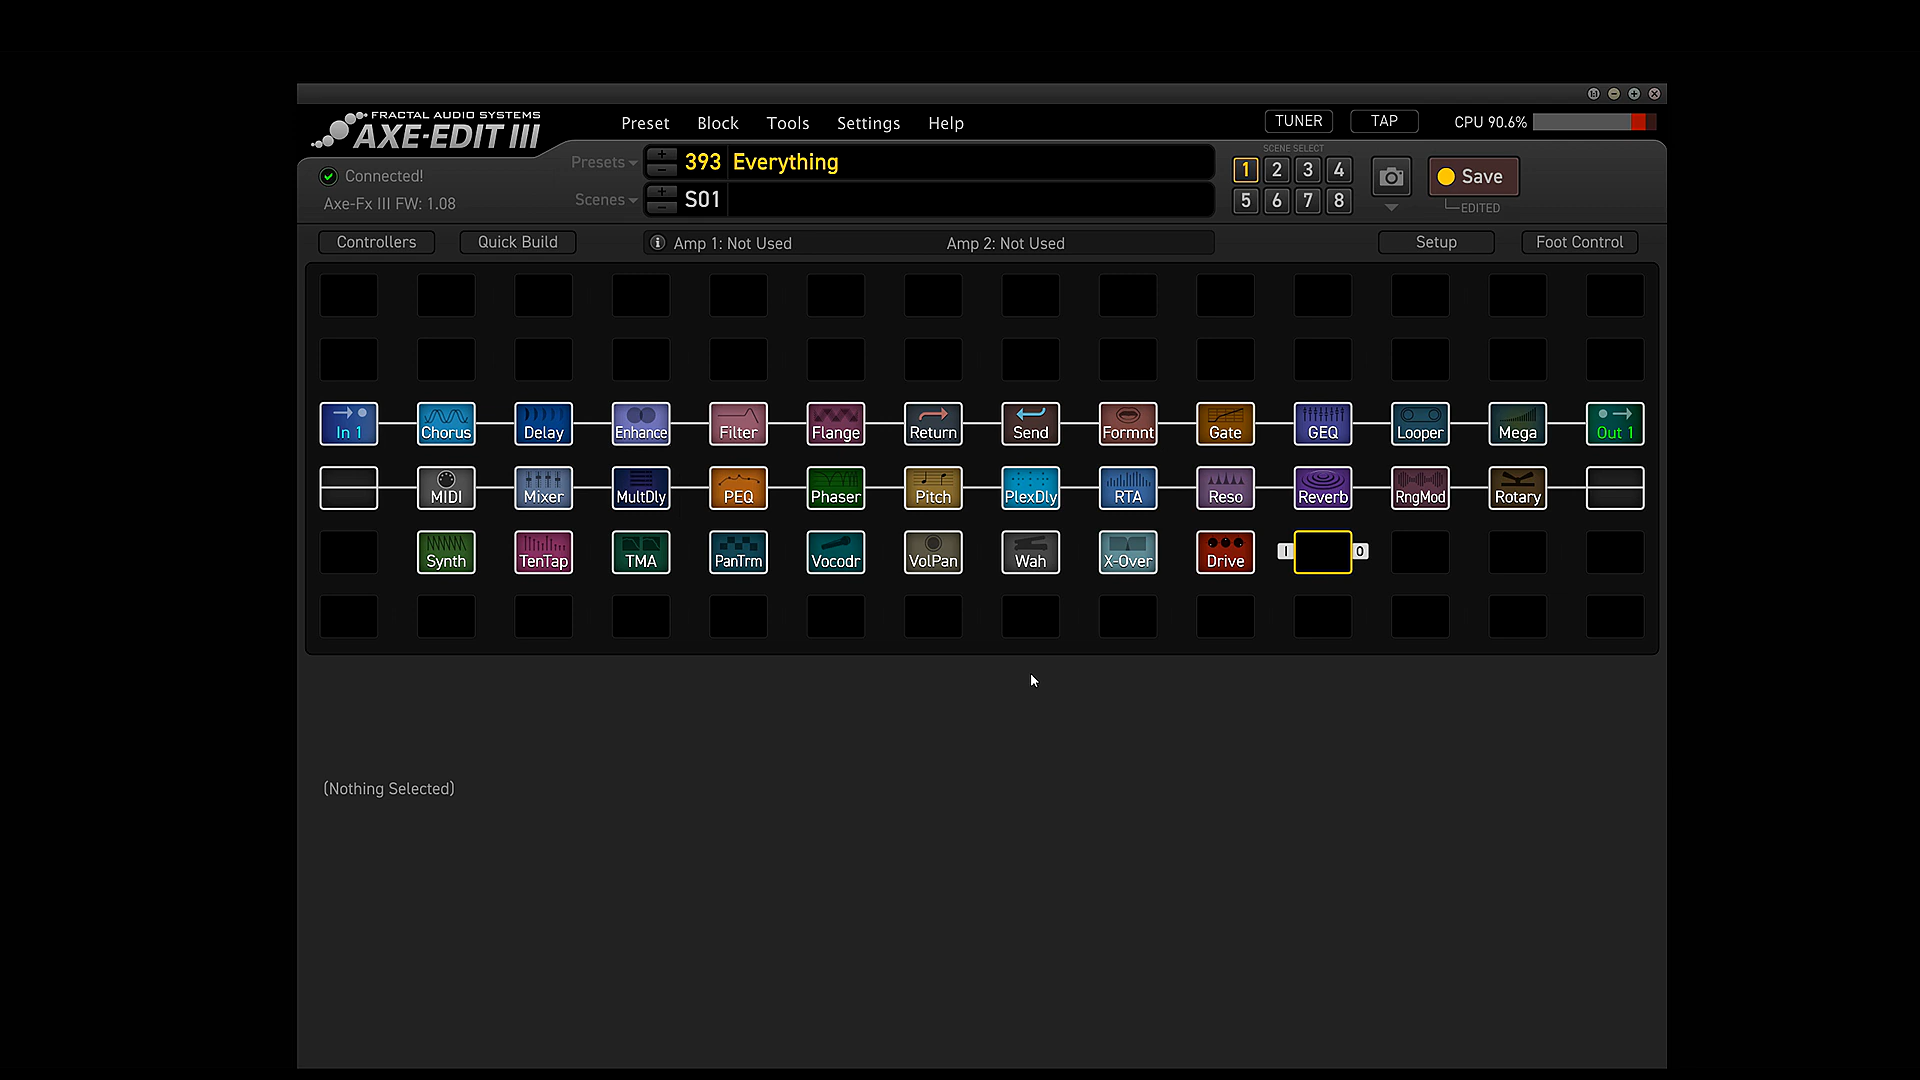 FRACTAL AUDIO SYSTEMS
AXE-EDIT III
Preset Block Tools Settings Help
TUNER TAP CPU 90.6%
Connected!
Axe-Fx III FW: 1.08
Presets 393 Everything
Scenes S01
SCENE SELECT
1 2 3 4
5 6 7 8
Save
EDITED
Controllers Quick Build Amp 1: Not Used Amp 2: Not Used Setup Foot Control
In 1 Chorus Delay Enhance Filter Flange Return Send Formnt Gate GEQ Looper Mega Out 1
MIDI Mixer MultDly PEQ Phaser Pitch PlexDly RTA Reso Reverb RngMod Rotary
Synth TenTap TMA PanTrm Vocodr VolPan Wah X-Over Drive I O
(Nothing Selected)